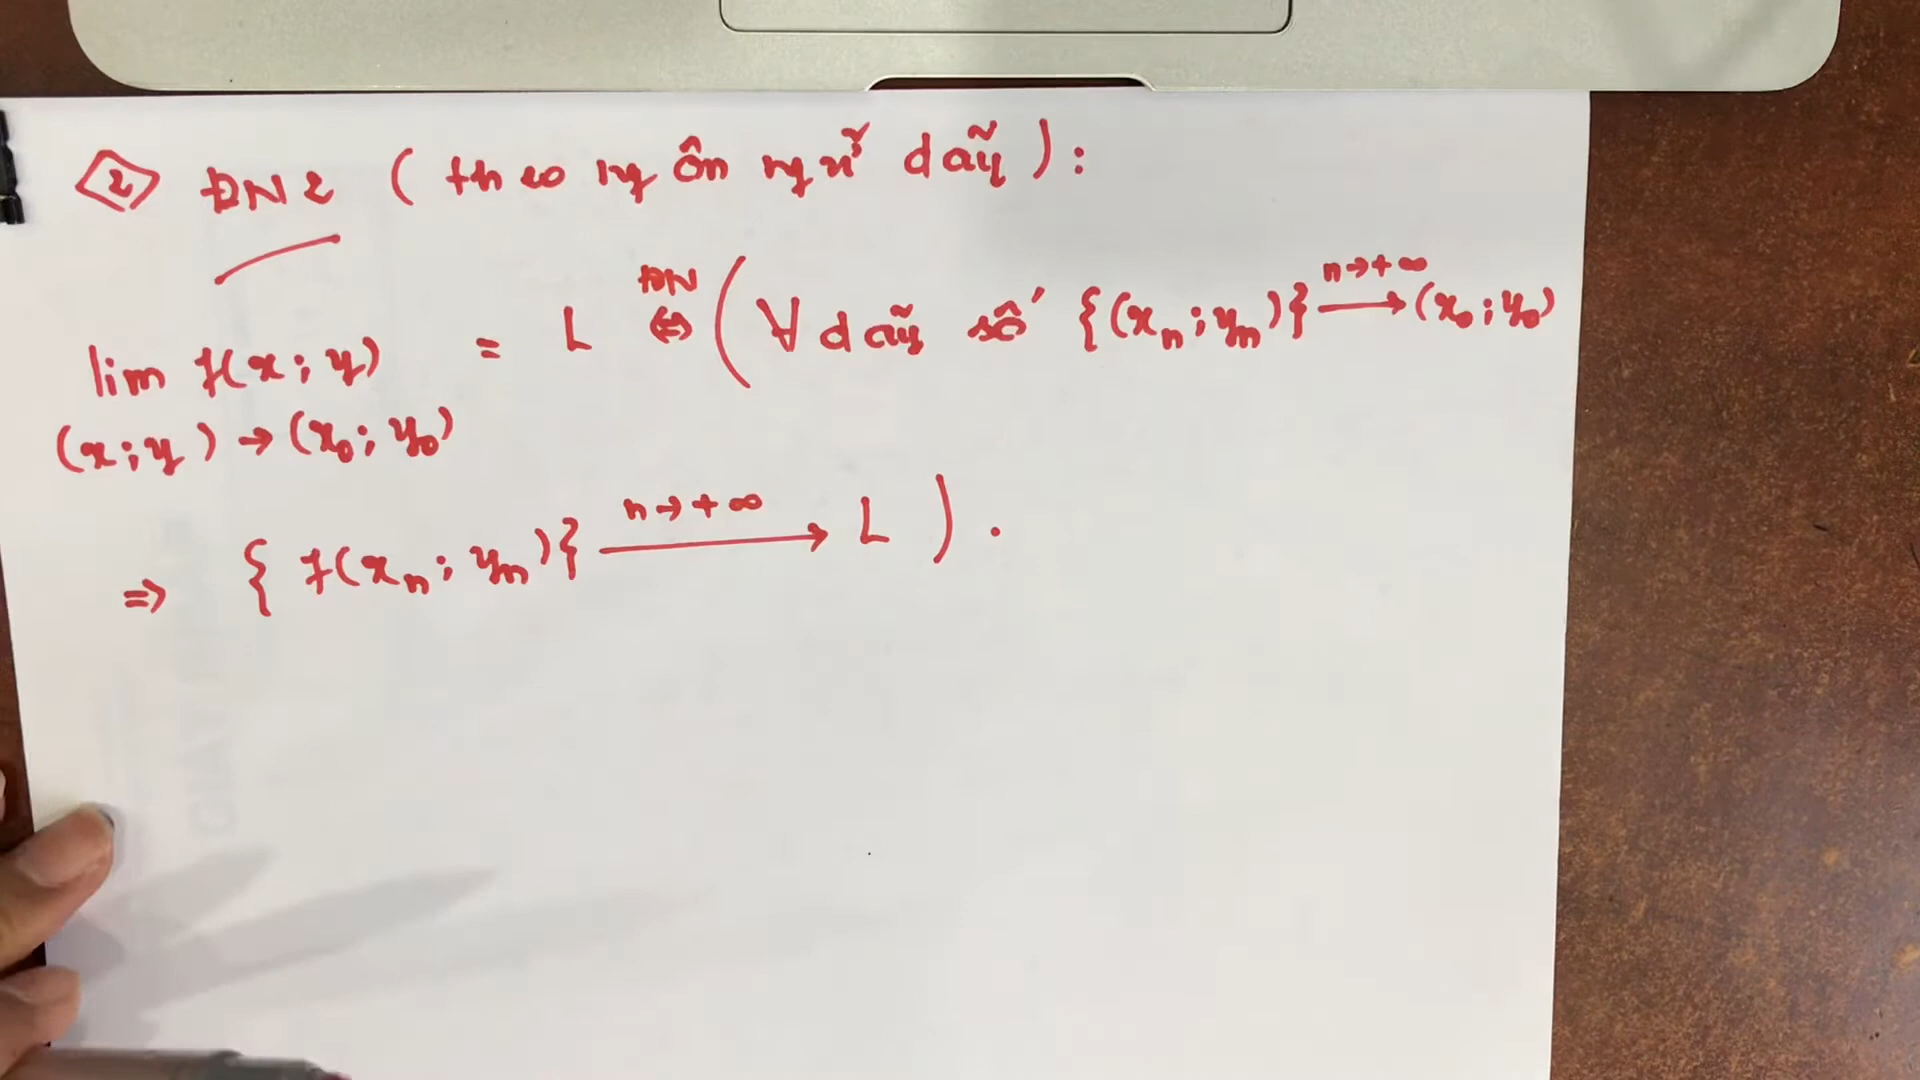 2 ĐN2 (theo ngôn ngữ dãy):
lim f(x; y) = L ⇔ĐN (∀ dãy số {(xₙ; yₙ)} n→+∞ → (x₀; y₀)
(x; y) → (x₀; y₀)
⇒ {f(xₙ; yₙ)} n→+∞ → L).